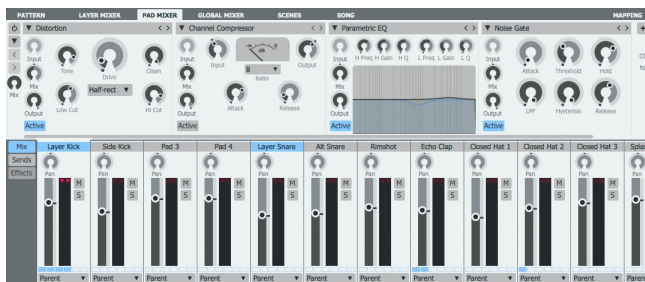 PATTERN LAYER MIXER PAD MIXER GLOBAL MIXER SCENES SONG MAPPING
▼ Distortion < > ▼ Channel Compressor < > ▼ Parametric EQ < > ▼ Noise Gate < > +
Input Tone Drive Clean Input Input -20 0 Output Input H Freq H Gain H Q L Freq L Gain L Q Input Attack Threshold Hold
Mix Mix Half-rect ▼ Mix 8 ▼ Ratio Mix Mix
Output Low Cut Hi Cut Output Attack Release Output Output LPF Hystersis Release
Active Active Active Active
Mix Layer Kick Side Kick Pad 3 Pad 4 Layer Snare Alt Snare Rimshot Echo Clap Closed Hat 1 Closed Hat 2 Closed Hat 3
Sends
Effects Pan Pan Pan Pan Pan Pan Pan Pan Pan Pan Pan Pan
M M M M M M M M M M M
S S S S S S S S S S S
Parent ▼ Parent ▼ Parent ▼ Parent ▼ Parent ▼ Parent ▼ Parent ▼ Parent ▼ Parent ▼ Parent ▼ Parent ▼